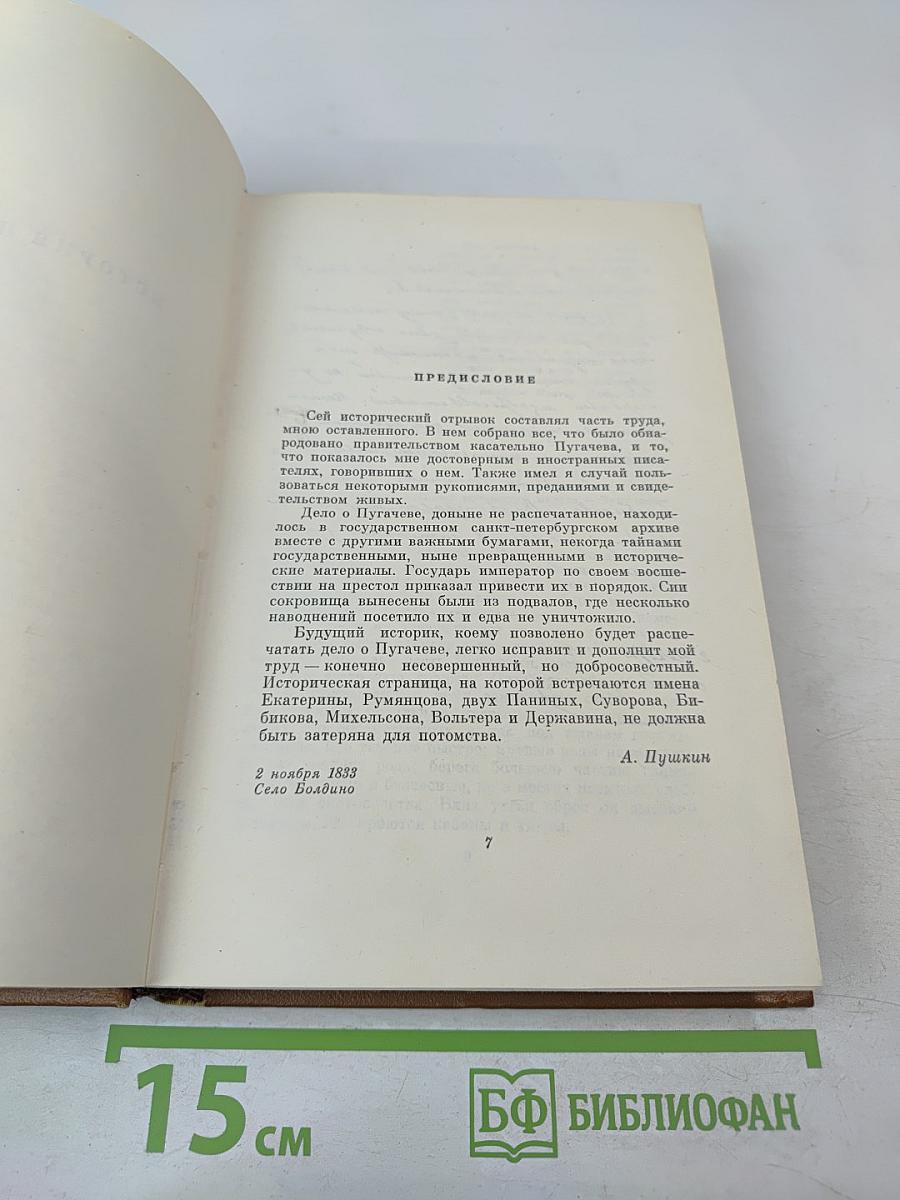 ПРЕДИСЛОВИЕ
Сей исторический отрывок составлял часть труда,
мною оставленного. В нем собрано все, что было обна-
родовано правительством касательно Пугачева, и то,
что показалось мне достоверным в иностранных писа-
телях, говоривших о нем. Также имел я случай поль-
зоваться некоторыми рукописями, преданиями и свиде-
тельством живых.
Дело о Пугачеве, доныне не распечатанное, находи-
лось в государственном санкт-петербургском архиве
вместе с другими важными бумагами, некогда тайнами
государственными, ныне превращенными в историче-
ские материалы. Государь император по своем восше-
ствии на престол приказал привести их в порядок. Сии
сокровища вынесены были из подвалов, где несколько
наводнений посетило их и едва не уничтожило.
Будущий историк, коему позволено будет распе-
чатать дело о Пугачеве, легко исправит и дополнит мой
труд — конечно несовершенный, но добросовестный.
Историческая страница, на которой встречаются имена
Екатерины, Румянцова, двух Паниных, Суворова, Би-
бикова, Михельсона, Вольтера и Державина, не должна
быть затеряна для потомства.
А. Пушкин
2 ноября 1833
Село Болдино
7
15 см
БФ БИБЛИОФАН